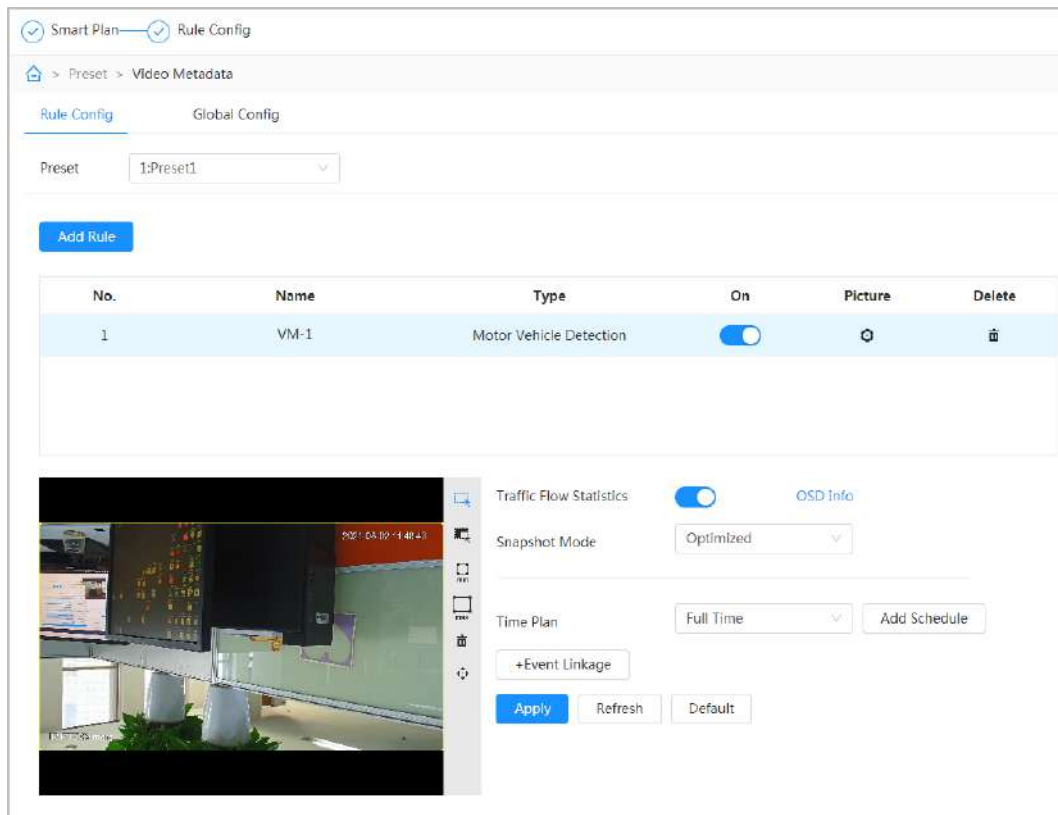 Smart Plan Rule Config
> Preset > Video Metadata
Rule Config Global Config
Preset 1:Preset1
Add Rule
No. Name Type On Picture Delete
1 VM-1 Motor Vehicle Detection
Traffic Flow Statistics OSD Info
Snapshot Mode Optimized
min
max
Time Plan Full Time Add Schedule
+Event Linkage
Apply Refresh Default